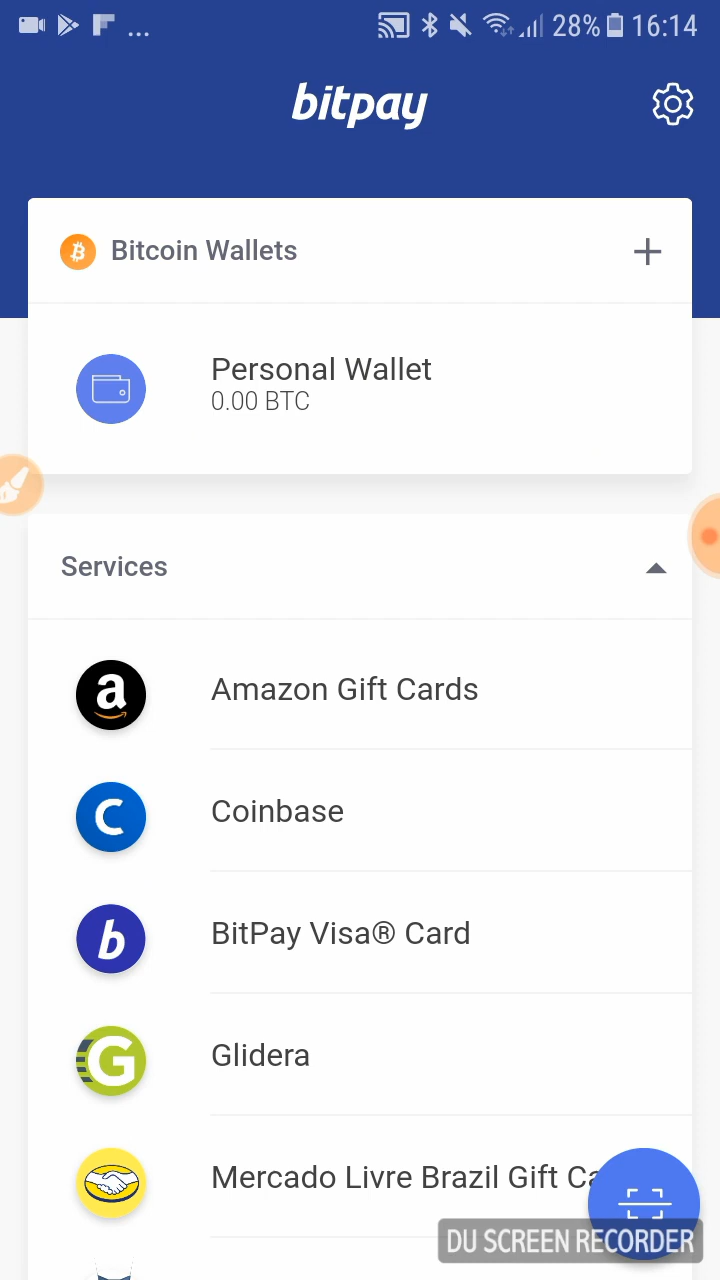 ... 28% 16:14
bitpay
Bitcoin Wallets
Personal Wallet
0.00 BTC
Services
Amazon Gift Cards
Coinbase
BitPay Visa® Card
Glidera
Mercado Livre Brazil Gift Ca
DU SCREEN RECORDER